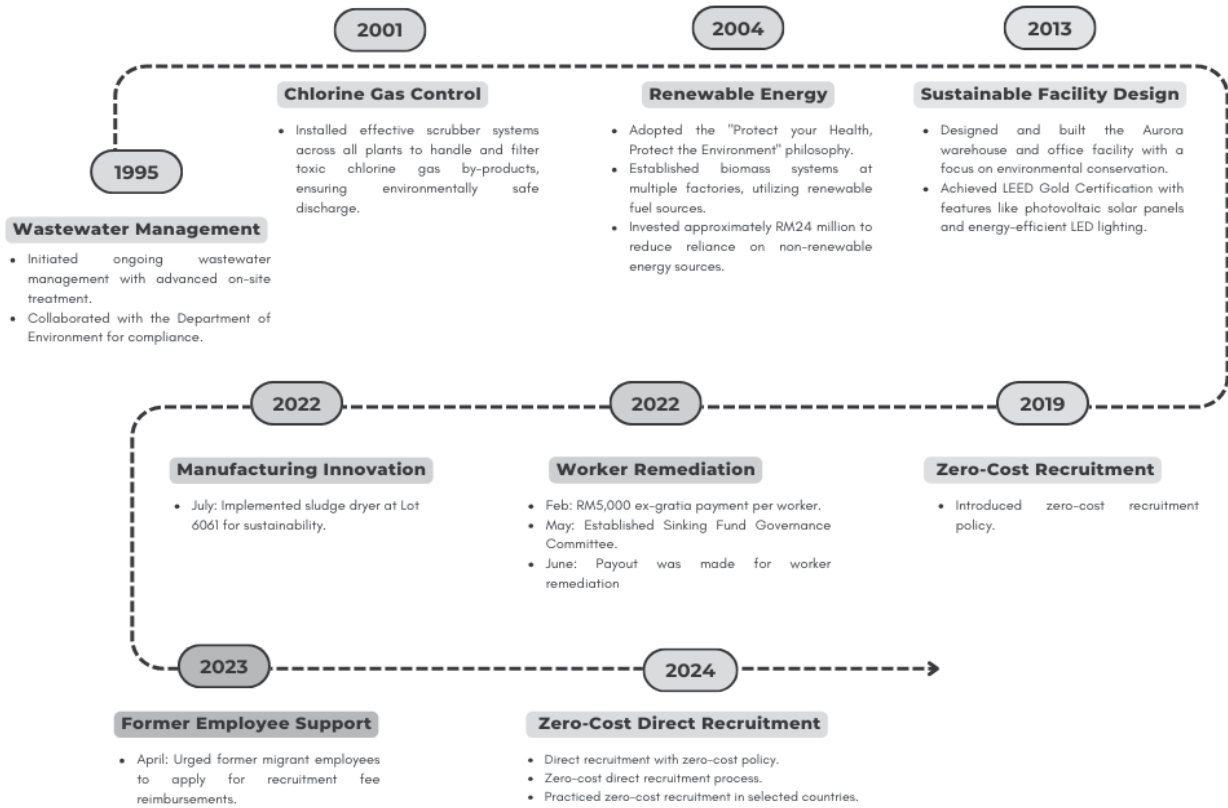 1995
Wastewater Management
• Initiated ongoing wastewater
management with advanced on-site
treatment.
• Collaborated with the Department of
Environment for compliance.
2001
Chlorine Gas Control
• Installed effective scrubber systems
across all plants to handle and filter
toxic chlorine gas by-products,
ensuring environmentally safe
discharge.
2004
Renewable Energy
• Adopted the "Protect your Health,
Protect the Environment" philosophy.
• Established biomass systems at
multiple factories, utilizing renewable
fuel sources.
• Invested approximately RM24 million to
reduce reliance on non-renewable
energy sources.
2013
Sustainable Facility Design
• Designed and built the Aurora
warehouse and office facility with a
focus on environmental conservation.
• Achieved LEED Gold Certification with
features like photovoltaic solar panels
and energy-efficient LED lighting.
2019
Zero-Cost Recruitment
• Introduced zero-cost recruitment
policy.
2022
Worker Remediation
• Feb: RM5,000 ex-gratia payment per worker.
• May: Established Sinking Fund Governance
Committee.
• June: Payout was made for worker
remediation
2022
Manufacturing Innovation
• July: Implemented sludge dryer at Lot
6061 for sustainability.
2023
Former Employee Support
• April: Urged former migrant employees
to apply for recruitment fee
reimbursements.
2024
Zero-Cost Direct Recruitment
• Direct recruitment with zero-cost policy.
• Zero-cost direct recruitment process.
• Practiced zero-cost recruitment in selected countries.